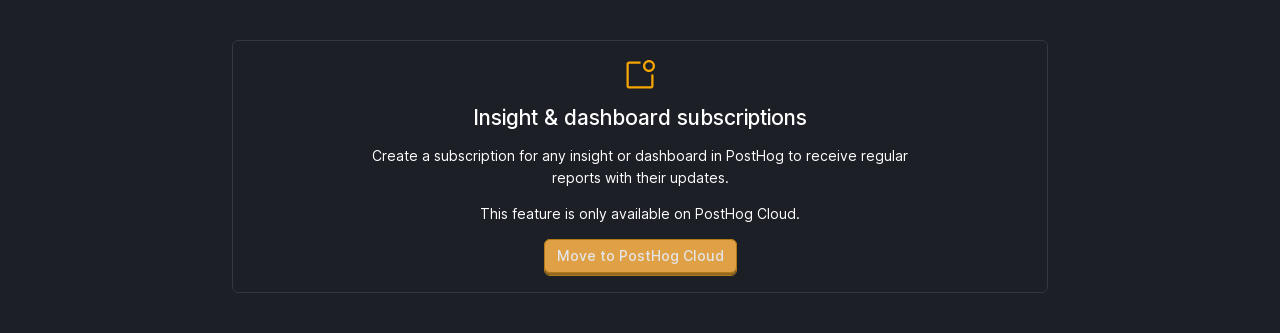 Insight & dashboard subscriptions
Create a subscription for any insight or dashboard in PostHog to receive regular
reports with their updates.
This feature is only available on PostHog Cloud.
Move to PostHog Cloud